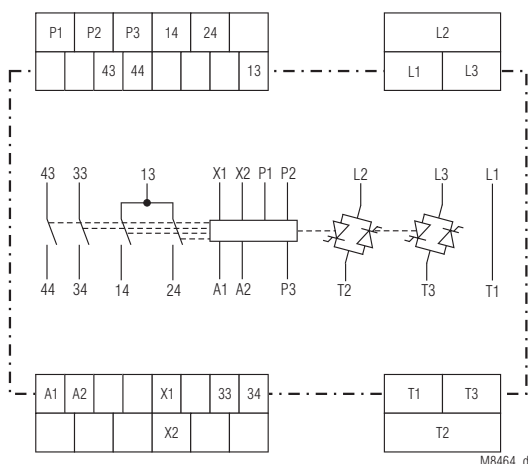 P1 P2 P3 14 24 L2
43 44 13 L1 L3
43 33 13 X1 X2 P1 P2 L2 L3 L1
44 34 14 24 A1 A2 P3 T2 T3 T1
A1 A2 X1 33 34 T1 T3
X2 T2
M8464_d